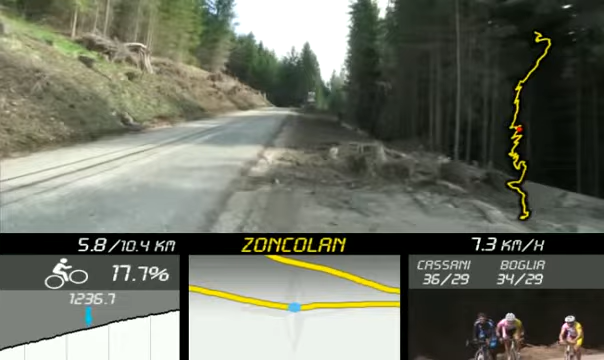 5.8/10.4 KM
ZONCOLAN
7.3 KM/H
17.7%
1236.7
CASSANI BOGLIA
36/29 34/29